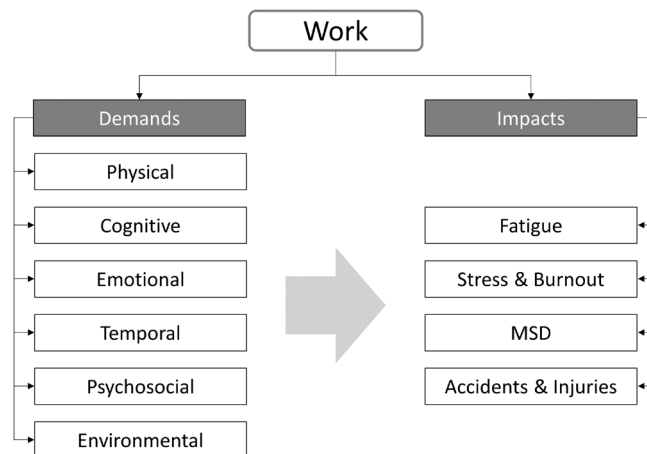 Work
Demands
Physical
Cognitive
Emotional
Temporal
Psychosocial
Environmental
Impacts
Fatigue
Stress & Burnout
MSD
Accidents & Injuries